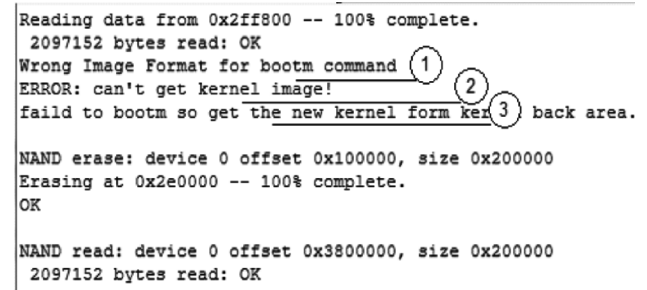 Reading data from 0x2ff800 -- 100% complete.
2097152 bytes read: OK
Wrong Image Format for bootm command 1
ERROR: can't get kernel image! 2
faild to bootm so get the new kernel form 3 back area.
NAND erase: device 0 offset 0x100000, size 0x200000
Erasing at 0x2e0000 -- 100% complete.
OK
NAND read: device 0 offset 0x3800000, size 0x200000
2097152 bytes read: OK